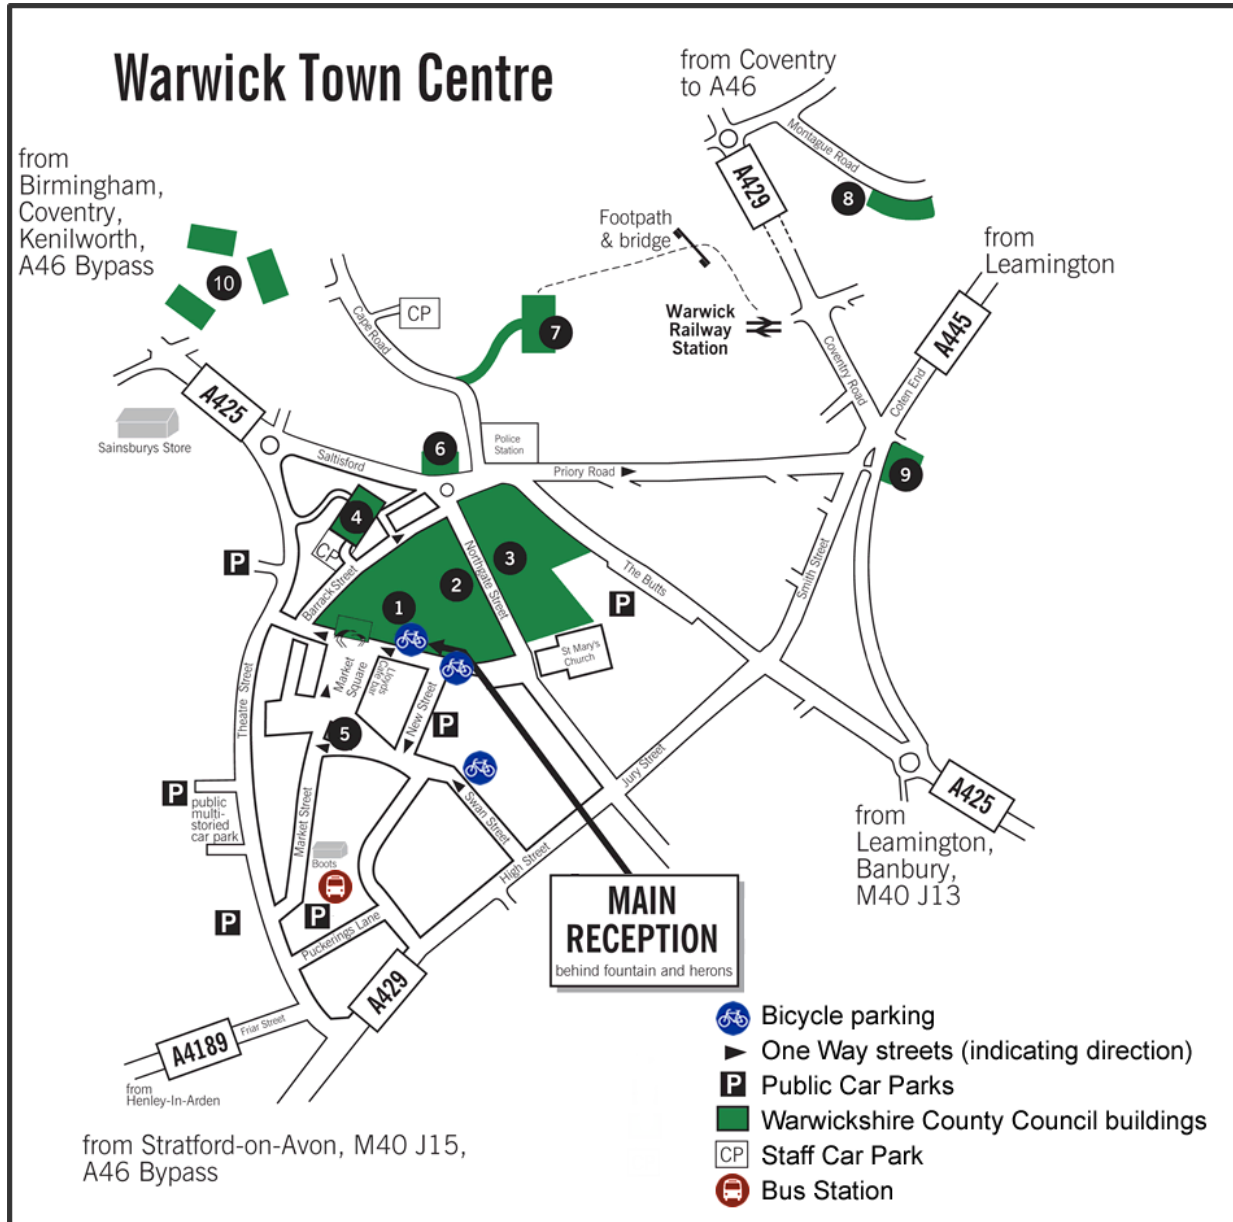 Warwick Town Centre
from Coventry
to A46
from
Birmingham,
Coventry,
Kenilworth,
A46 Bypass
Montague Road
A429
8
Footpath
& bridge
from
Leamington
10
CP
Cape Road
7
Warwick
Railway
Station
A445
Coventry Road
Coten End
A425
Sainsburys Store
Saltisford
6
Police
Station
Priory Road
9
4
CP
P
Barrack Street
Northgate Street
3
2
1
The Butts
P
Smith Street
St Mary's
Church
Market
Square
Lloyds
Cafe bar
New Street
Theatre Street
P
5
Jury Street
P
public
multi-
storied
car park
Market Street
Swan Street
A425
from
Leamington,
Banbury,
M40 J13
Boots
High Street
P
P
Puckerings Lane
MAIN
RECEPTION
behind fountain and herons
A429
Friar Street
A4189
from
Henley-In-Arden
from Stratford-on-Avon, M40 J15,
A46 Bypass
Bicycle parking
One Way streets (indicating direction)
P Public Car Parks
Warwickshire County Council buildings
CP Staff Car Park
Bus Station